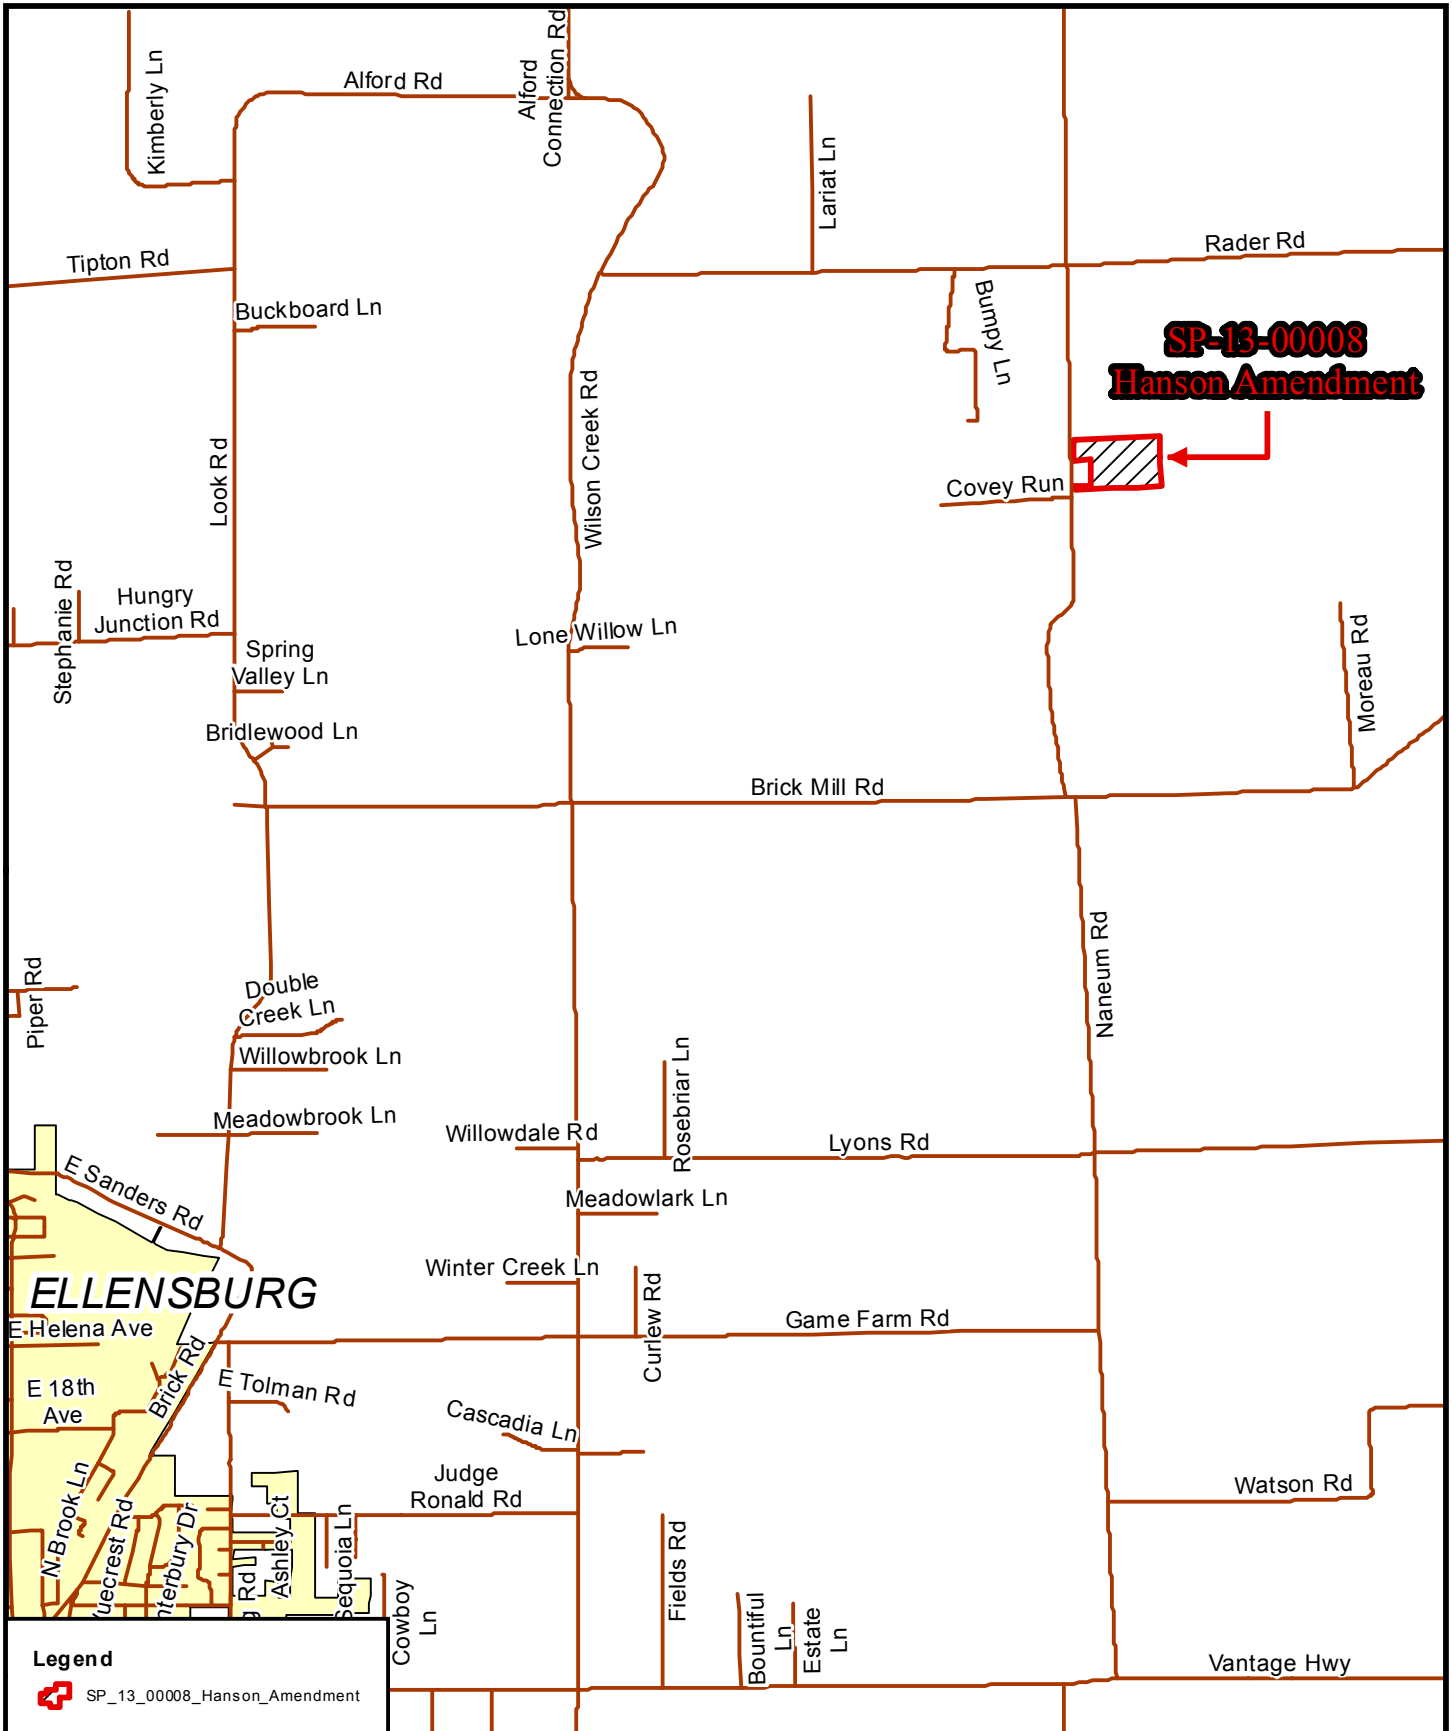 Kimberly Ln
Alford Rd
Alford
Connection Rd
Lariat Ln
Rader Rd
Tipton Rd
Buckboard Ln
Bumpy Ln
SP-13-00008
Hanson Amendment
Look Rd
Wilson Creek Rd
Covey Run
Stephanie Rd
Hungry
Junction Rd
Spring
Valley Ln
Lone Willow Ln
Moreau Rd
Bridlewood Ln
Brick Mill Rd
Naneum Rd
Piper Rd
Double
Creek Ln
Willowbrook Ln
Meadowbrook Ln
Willowdale Rd
Rosebriar Ln
Lyons Rd
E Sanders Rd
Meadowlark Ln
Winter Creek Ln
ELLENSBURG
Curlew Rd
Game Farm Rd
E Helena Ave
Brick Rd
E 18th
Ave
E Tolman Rd
Cascadia Ln
Judge
Ronald Rd
Watson Rd
N Brook Ln
uecrest Rd
nterbury Dr
g Rd
Ashley Ct
Sequoia Ln
Cowboy
Ln
Fields Rd
Bountiful
Ln
Estate
Ln
Vantage Hwy
Legend
SP_13_00008_Hanson_Amendment